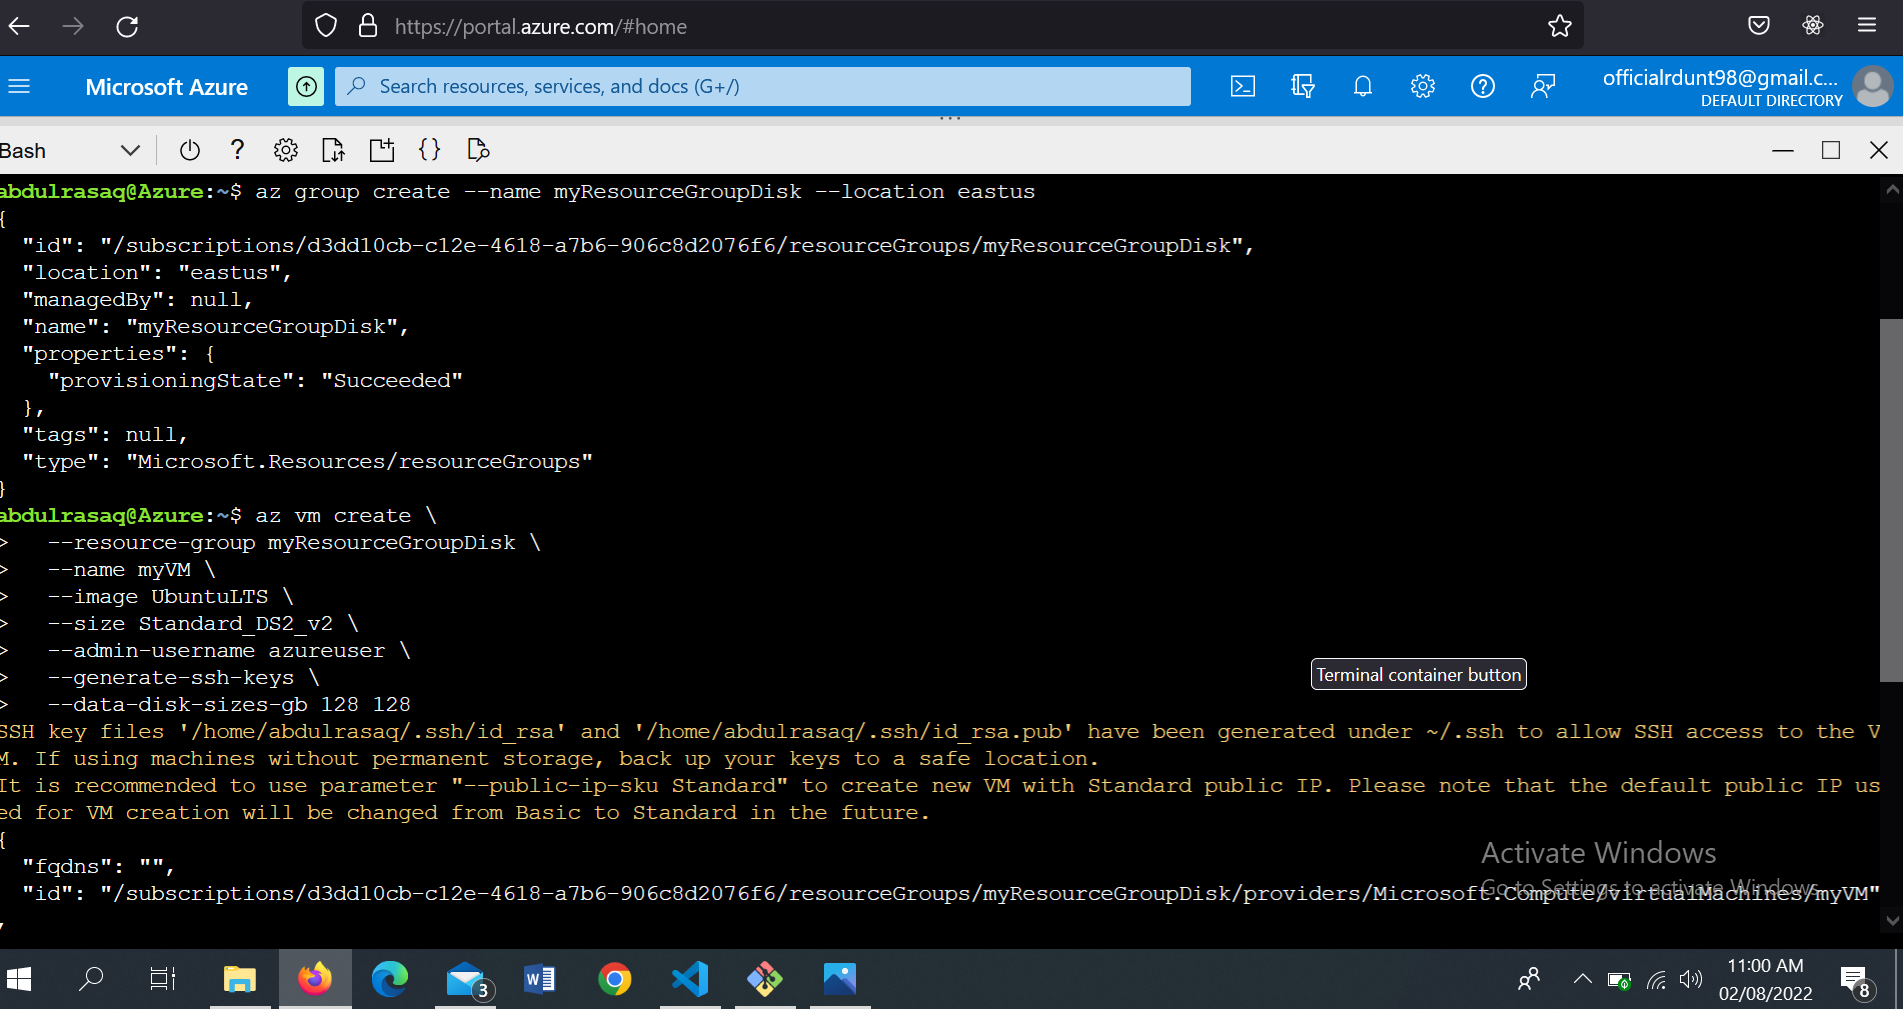 https://portal.azure.com/#home
Microsoft Azure
Search resources, services, and docs (G+/)
officialrdunt98@gmail.c...
DEFAULT DIRECTORY
Bash
abdulrasaq@Azure:~$ az group create --name myResourceGroupDisk --location eastus
{
"id": "/subscriptions/d3dd10cb-c12e-4618-a7b6-906c8d2076f6/resourceGroups/myResourceGroupDisk",
"location": "eastus",
"managedBy": null,
"name": "myResourceGroupDisk",
"properties": {
"provisioningState": "Succeeded"
},
"tags": null,
"type": "Microsoft.Resources/resourceGroups"
}
abdulrasaq@Azure:~$ az vm create \
> --resource-group myResourceGroupDisk \
> --name myVM \
> --image UbuntuLTS \
> --size Standard_DS2_v2 \
> --admin-username azureuser \
> --generate-ssh-keys \
> --data-disk-sizes-gb 128 128
Terminal container button
SSH key files '/home/abdulrasaq/.ssh/id_rsa' and '/home/abdulrasaq/.ssh/id_rsa.pub' have been generated under ~/.ssh to allow SSH access to the V
M. If using machines without permanent storage, back up your keys to a safe location.
It is recommended to use parameter "--public-ip-sku Standard" to create new VM with Standard public IP. Please note that the default public IP us
ed for VM creation will be changed from Basic to Standard in the future.
{
"fqdns": "",
"id": "/subscriptions/d3dd10cb-c12e-4618-a7b6-906c8d2076f6/resourceGroups/myResourceGroupDisk/providers/Microsoft.Compute/virtualMachines/myVM"
,
Activate Windows
Go to Settings to activate Windows.
3
11:00 AM
02/08/2022
8